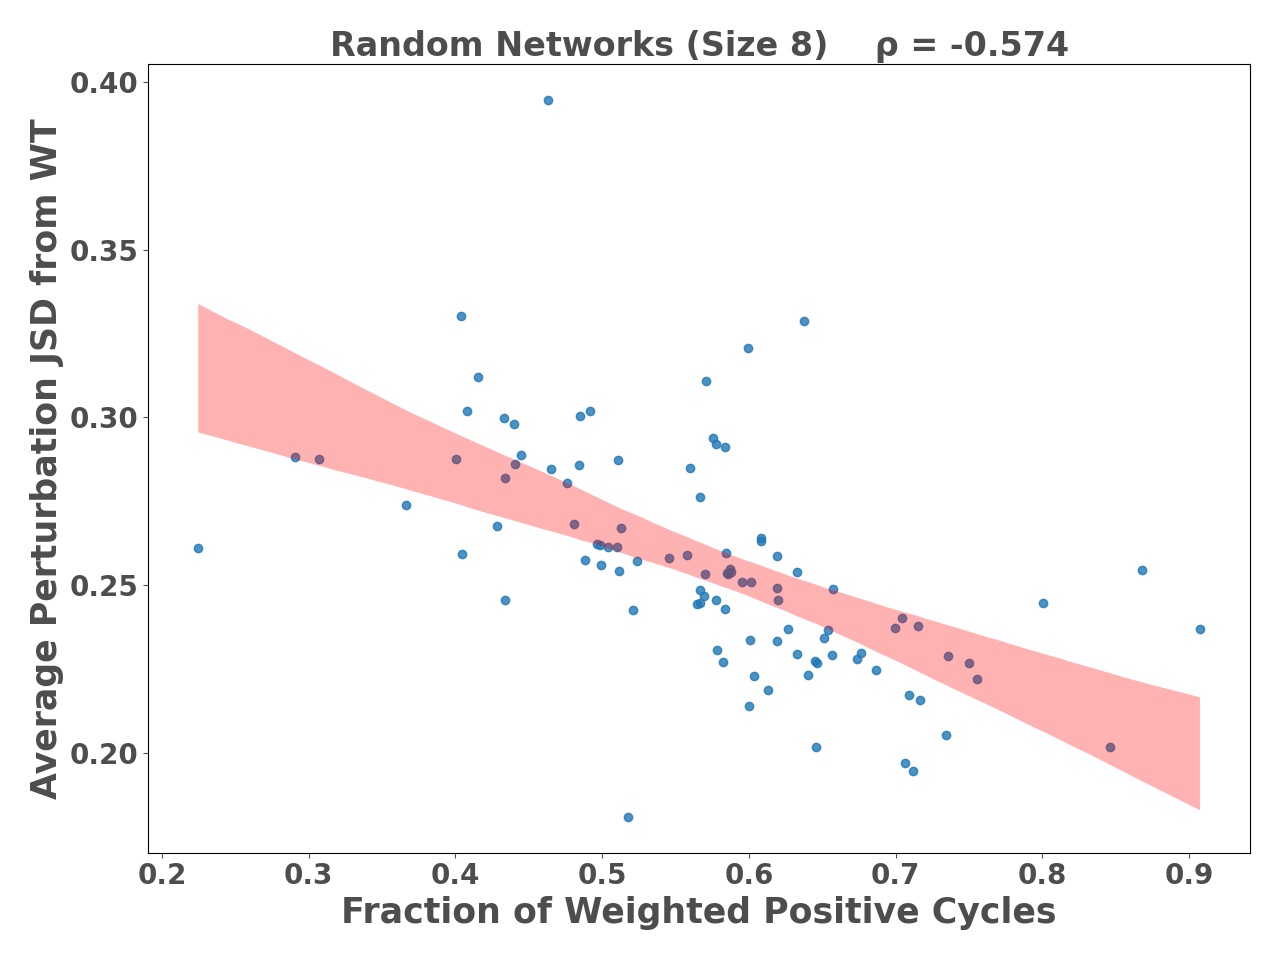 Random Networks (Size 8) ρ = -0.574
Average Perturbation JSD from WT
0.40
0.35
0.30
0.25
0.20
0.2 0.3 0.4 0.5 0.6 0.7 0.8 0.9
Fraction of Weighted Positive Cycles